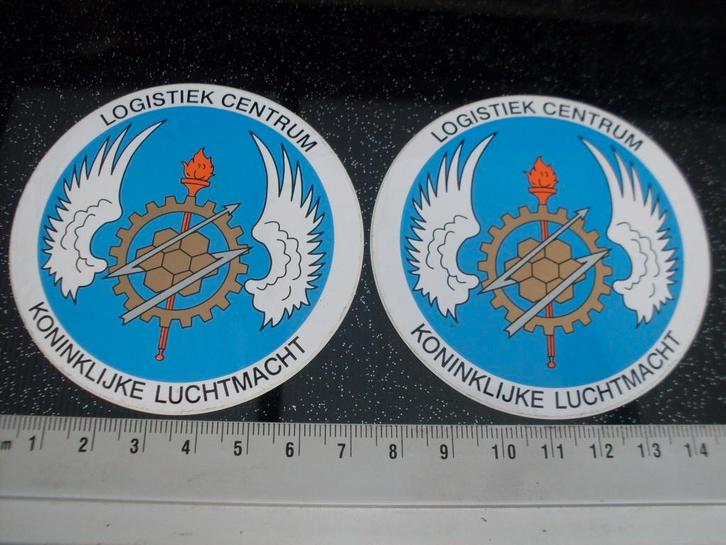 LOGISTIEK CENTRUM
KONINKLIJKE LUCHTMACHT
LOGISTIEK CENTRUM
KONINKLIJKE LUCHTMACHT
m 1 2 3 4 5 6 7 8 9 10 11 12 13 14